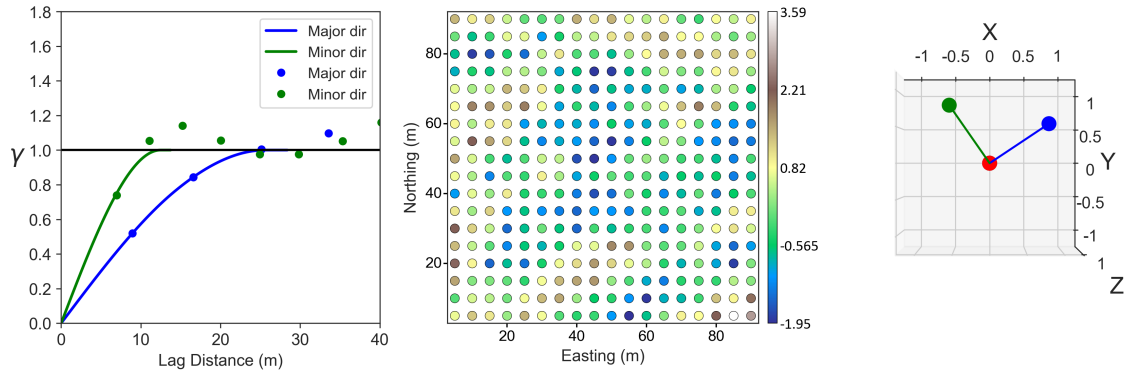 1.8
1.6
1.4
1.2
1.0
0.8
0.6
0.4
0.2
0.0
γ
0 10 20 30 40
Lag Distance (m)
Major dir
Minor dir
Major dir
Minor dir
80
60
40
20
Northing (m)
20 40 60 80
Easting (m)
3.59
2.21
0.82
-0.565
-1.95
X
-1 -0.5 0 0.5 1
1
0.5
0
-0.5
-1
Y
1
Z